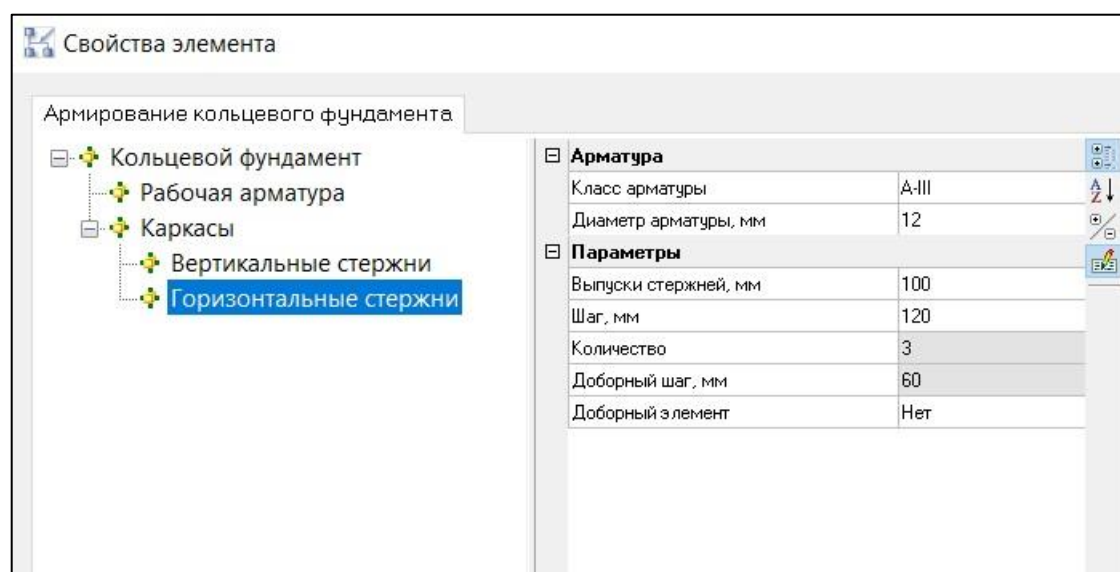 Свойства элемента
Армирование кольцевого фундамента
Кольцевой фундамент
Рабочая арматура
Каркасы
Вертикальные стержни
Горизонтальные стержни
Арматура
Класс арматуры A-III
Диаметр арматуры, мм 12
Параметры
Выпуски стержней, мм 100
Шаг, мм 120
Количество 3
Доборный шаг, мм 60
Доборный элемент Нет